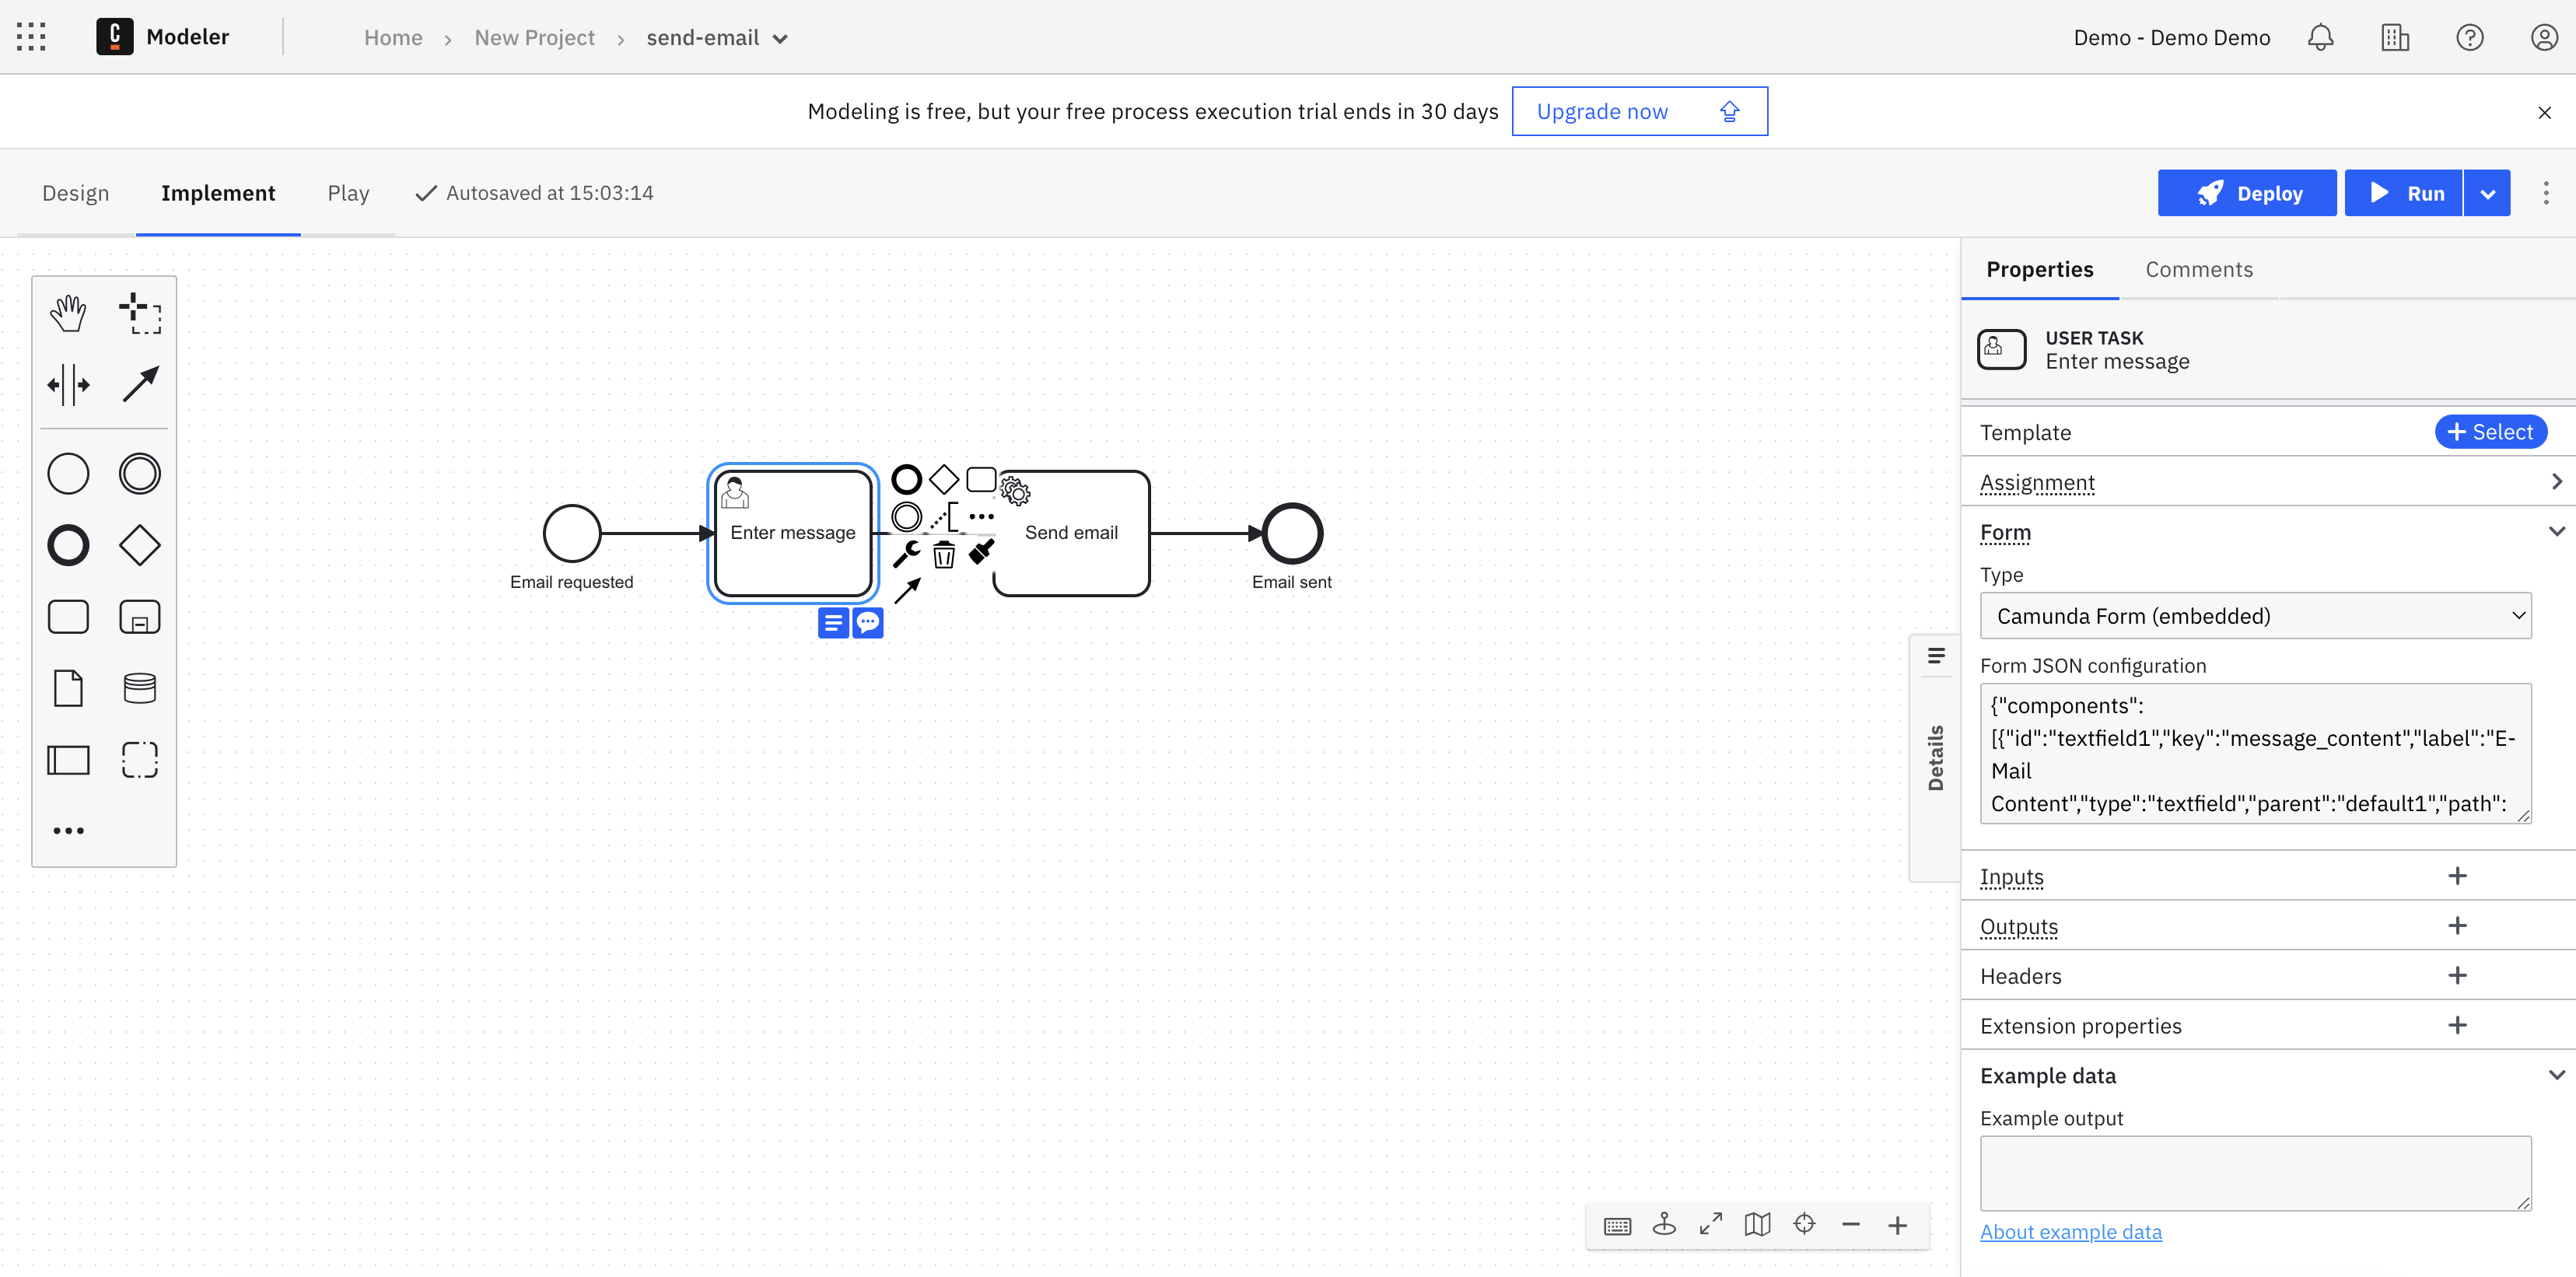 C Modeler Home New Project send-email Demo - Demo Demo
Modeling is free, but your free process execution trial ends in 30 days Upgrade now
Design Implement Play Autosaved at 15:03:14 Deploy Run
Properties Comments
USER TASK
Enter message
Template Select
Assignment
Form
Type
Camunda Form (embedded)
Form JSON configuration
{"components":
[{"id":"textfield1","key":"message_content","label":"E-
Mail
Content","type":"textfield","parent":"default1","path":
Inputs
Outputs
Headers
Extension properties
Example data
Example output
About example data
Details
Enter message
Send email
Email requested
Email sent